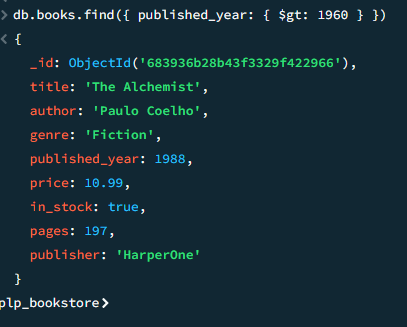 > db.books.find({ published_year: { $gt: 1960 } })
< {
_id: ObjectId('683936b28b43f3329f422966'),
title: 'The Alchemist',
author: 'Paulo Coelho',
genre: 'Fiction',
published_year: 1988,
price: 10.99,
in_stock: true,
pages: 197,
publisher: 'HarperOne'
}
plp_bookstore>